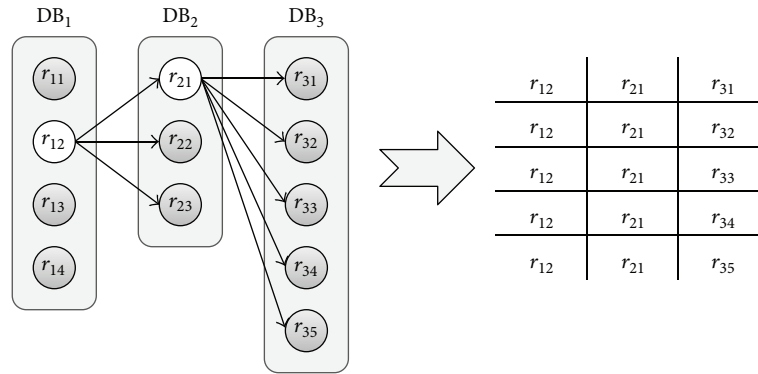 DB₁ DB₂ DB₃
r₁₁ r₂₁ r₃₁
r₁₂ r₂₂ r₃₂
r₁₃ r₂₃ r₃₃
r₁₄ r₃₄
r₃₅
r₁₂ r₂₁ r₃₁
r₁₂ r₂₁ r₃₂
r₁₂ r₂₁ r₃₃
r₁₂ r₂₁ r₃₄
r₁₂ r₂₁ r₃₅